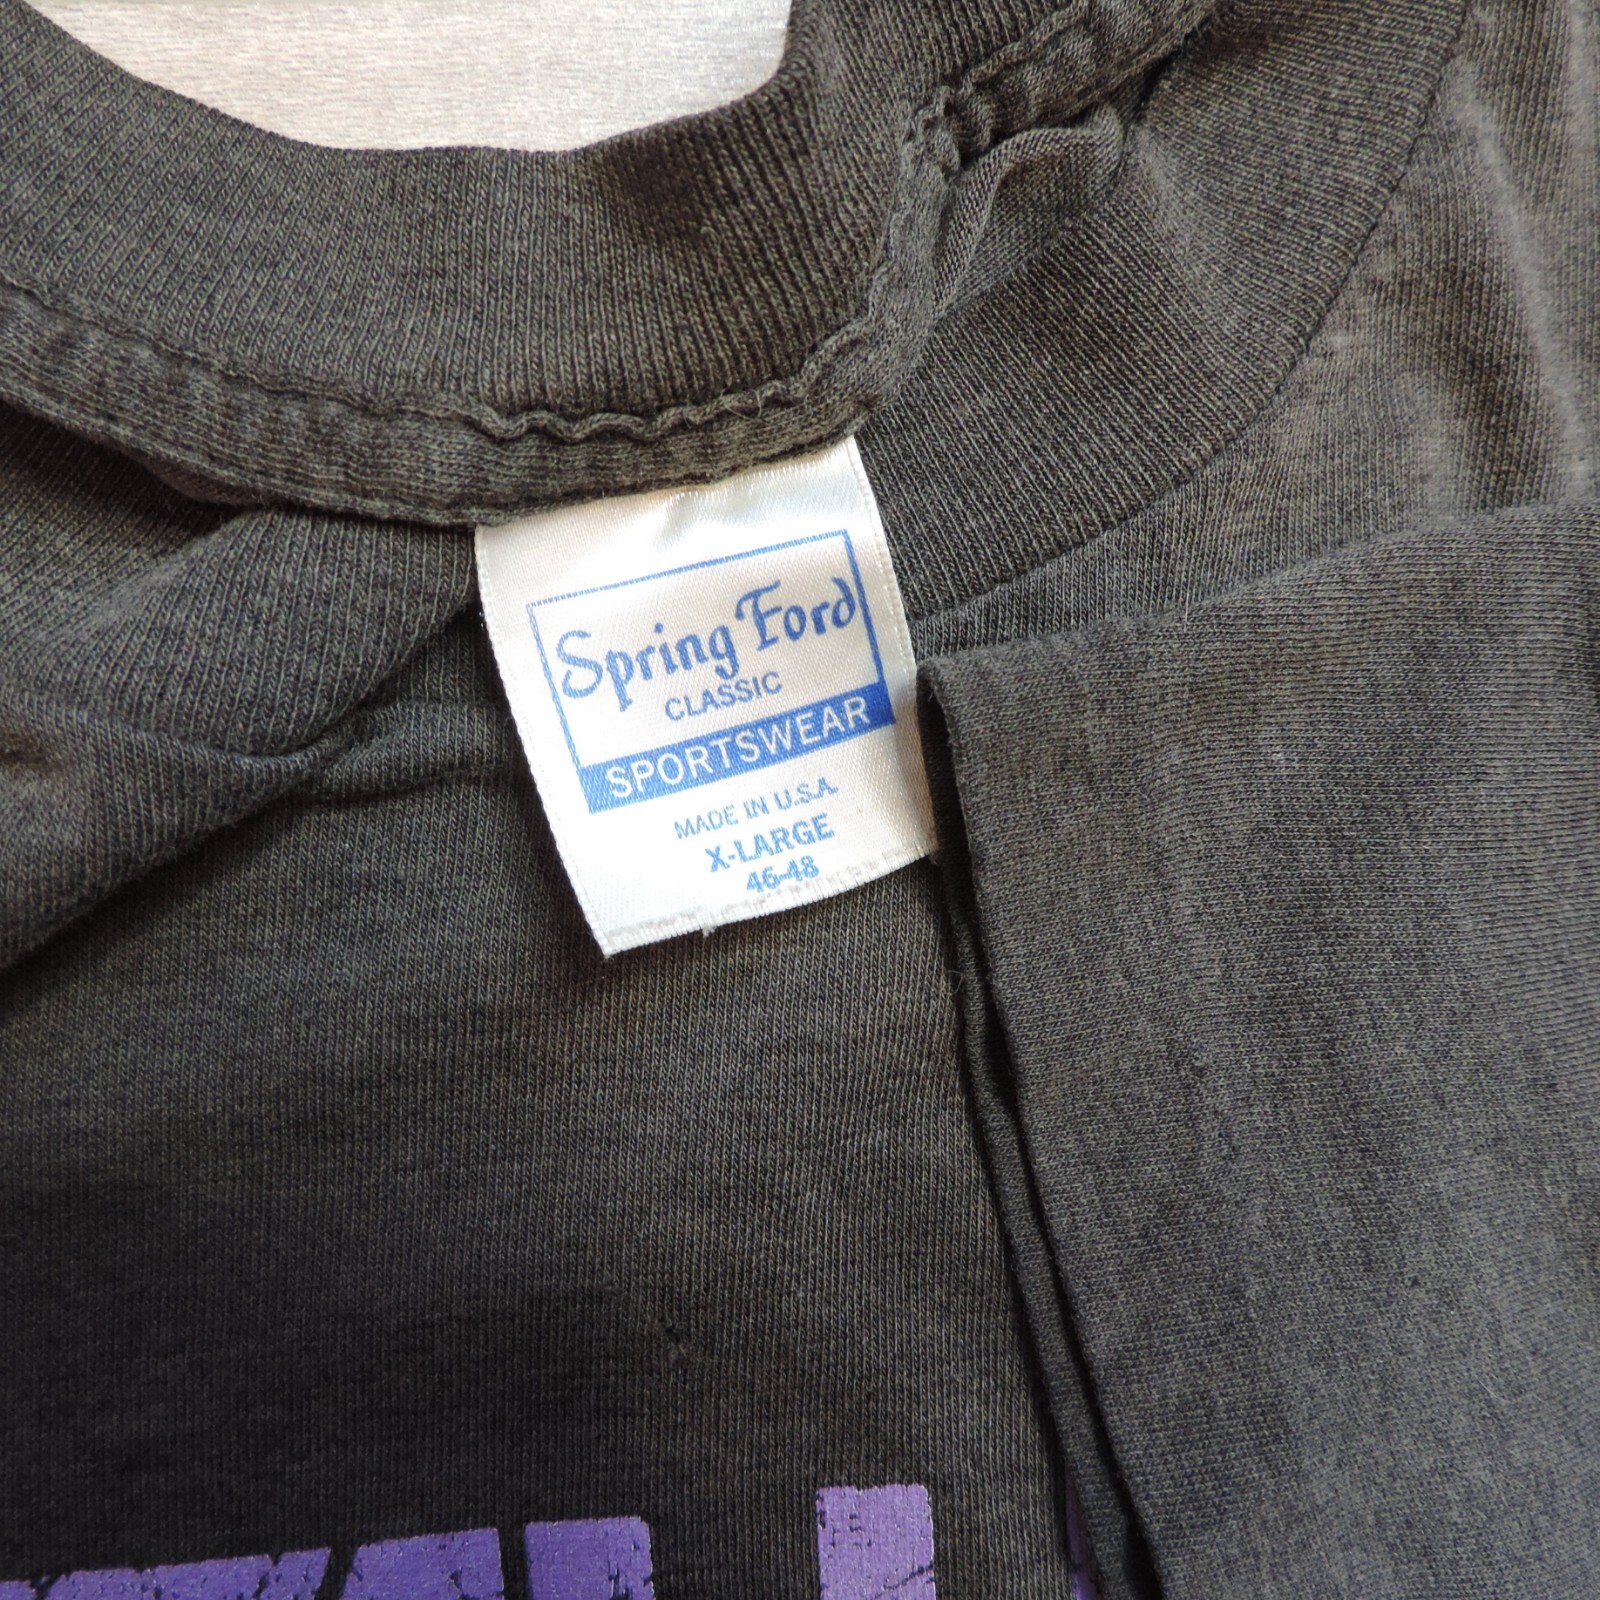 Spring Ford
CLASSIC
SPORTSWEAR
MADE IN U.S.A.
X-LARGE
46-48